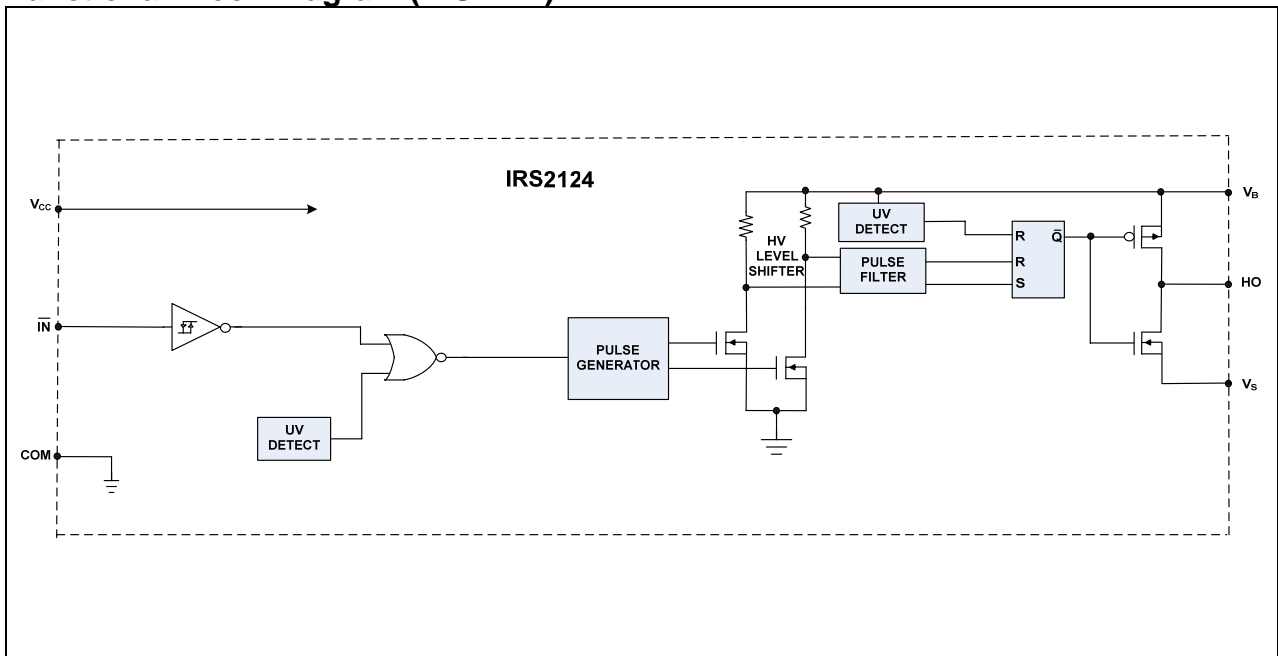 IRS2124
VCC
IN
COM
UV
DETECT
PULSE
GENERATOR
HV
LEVEL
SHIFTER
UV
DETECT
PULSE
FILTER
R
R
S
Q
VB
HO
VS